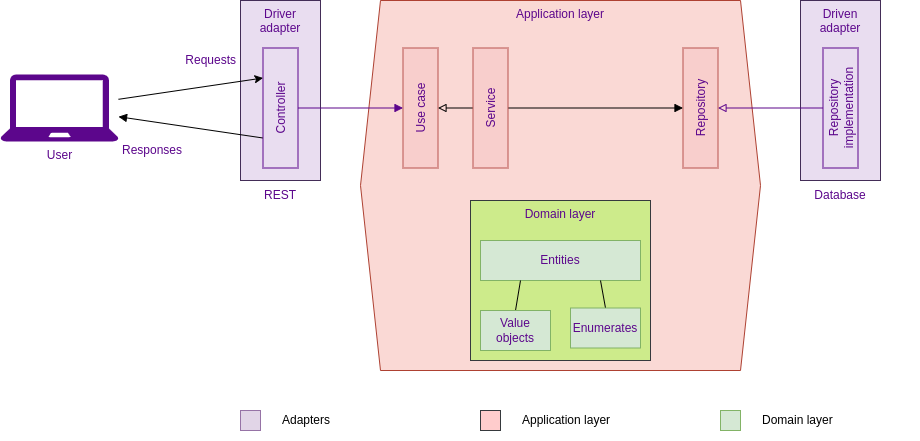 Driver
adapter
Application layer
Driven
adapter
Requests
Controller
Use case
Service
Repository
Repository
implementation
User
Responses
REST
Database
Domain layer
Entities
Value
objects
Enumerates
Adapters
Application layer
Domain layer